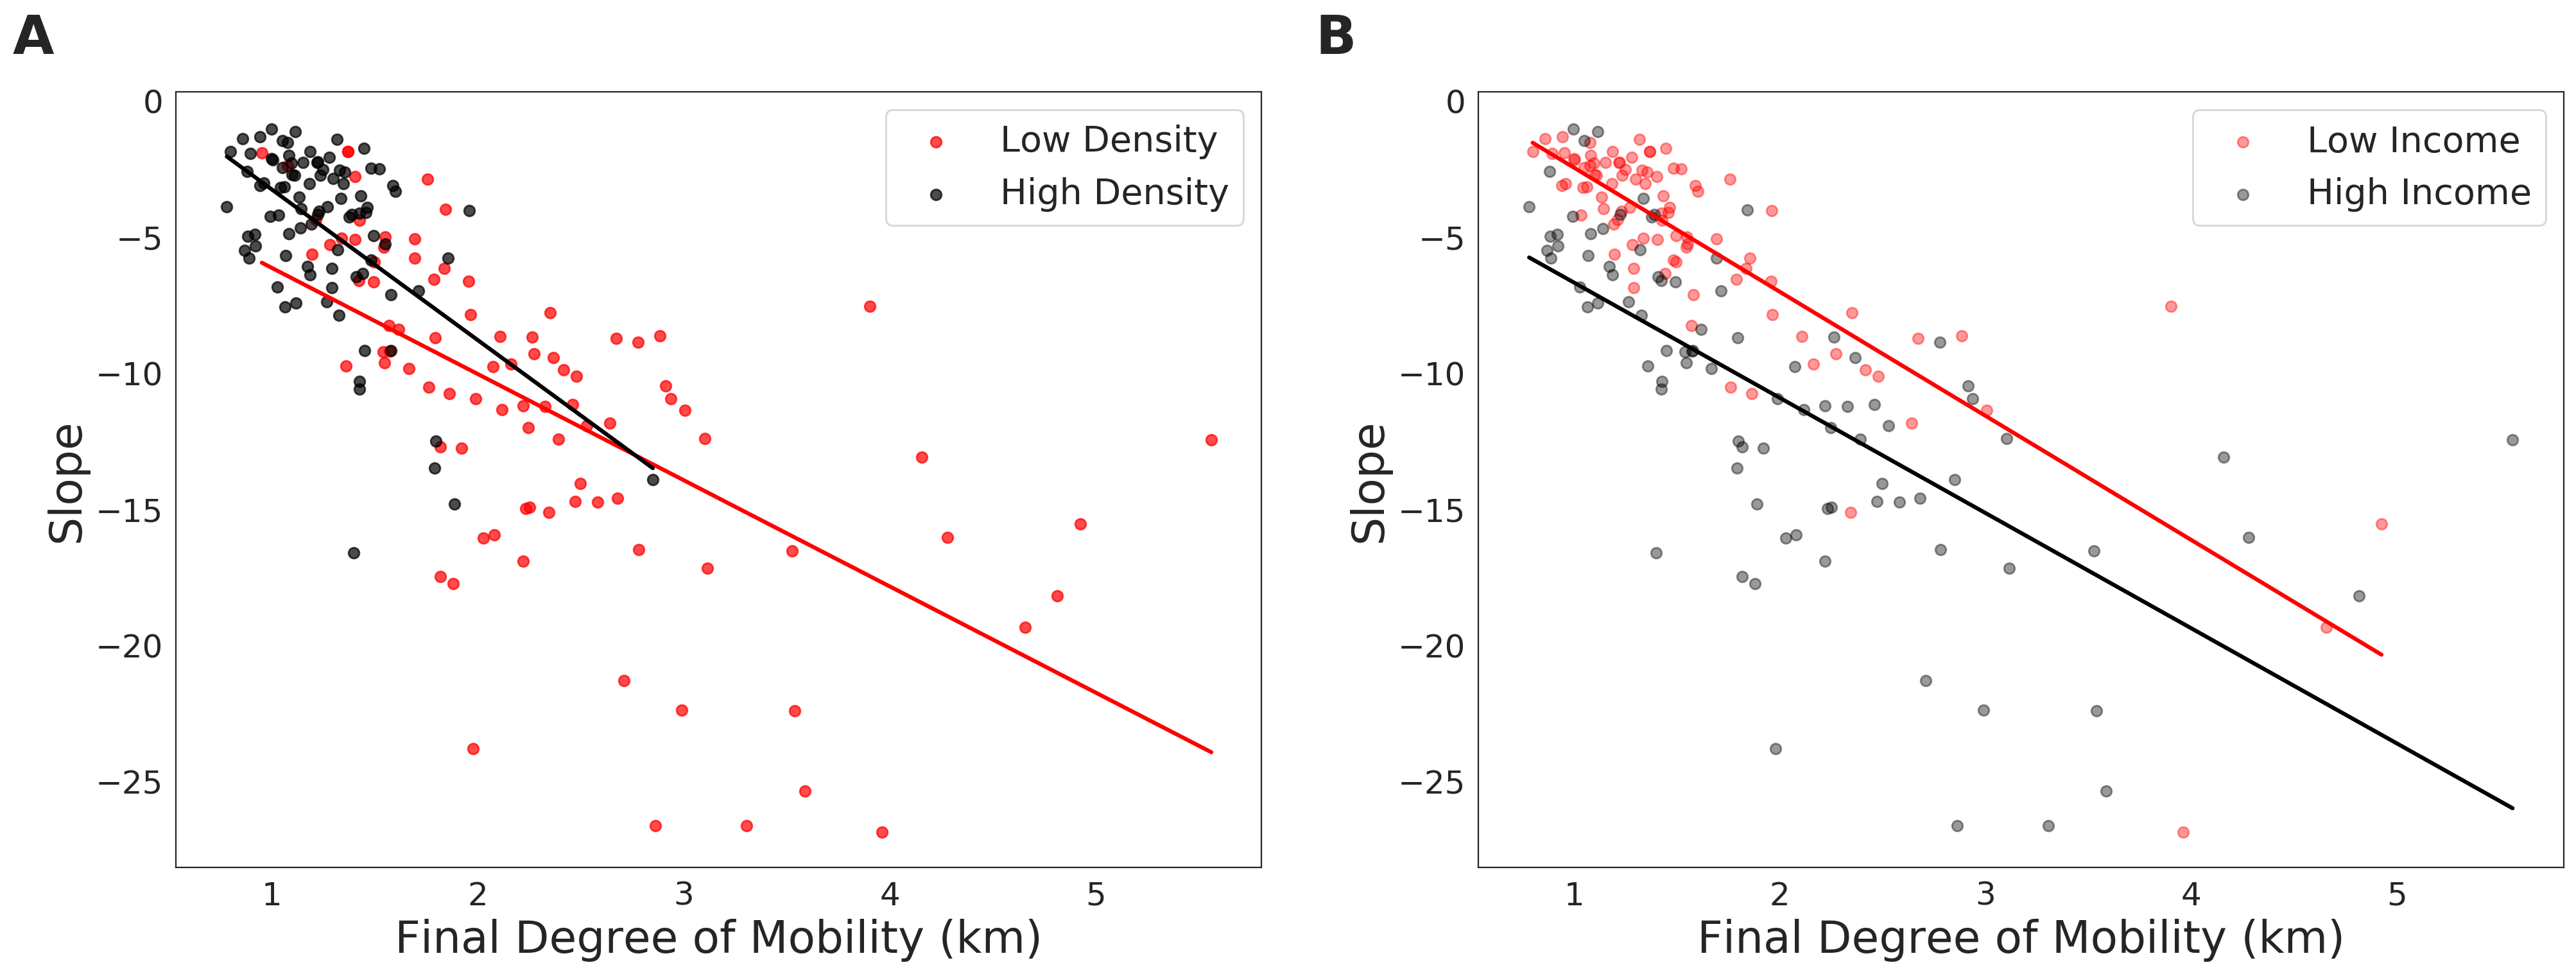 A
0
−5
−10
−15
−20
−25
Slope
Low Density
High Density
1 2 3 4 5
Final Degree of Mobility (km)
B
0
−5
−10
−15
−20
−25
Slope
Low Income
High Income
1 2 3 4 5
Final Degree of Mobility (km)